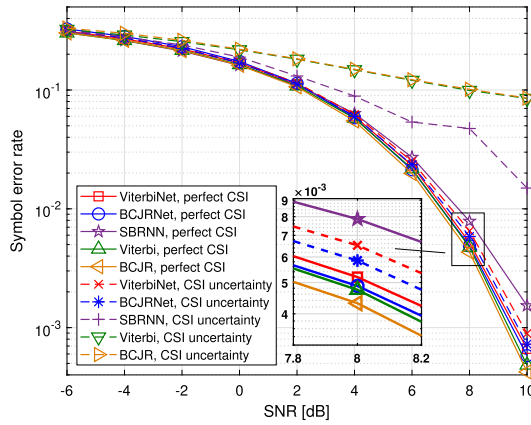 10^-1
10^-2
10^-3
Symbol error rate
-6 -4 -2 0 2 4 6 8 10
SNR [dB]
ViterbiNet, perfect CSI
BCJRNet, perfect CSI
SBRNN, perfect CSI
Viterbi, perfect CSI
BCJR, perfect CSI
ViterbiNet, CSI uncertainty
BCJRNet, CSI uncertainty
SBRNN, CSI uncertainty
Viterbi, CSI uncertainty
BCJR, CSI uncertainty
×10^-3
9
8
7
6
5
4
7.8 8 8.2